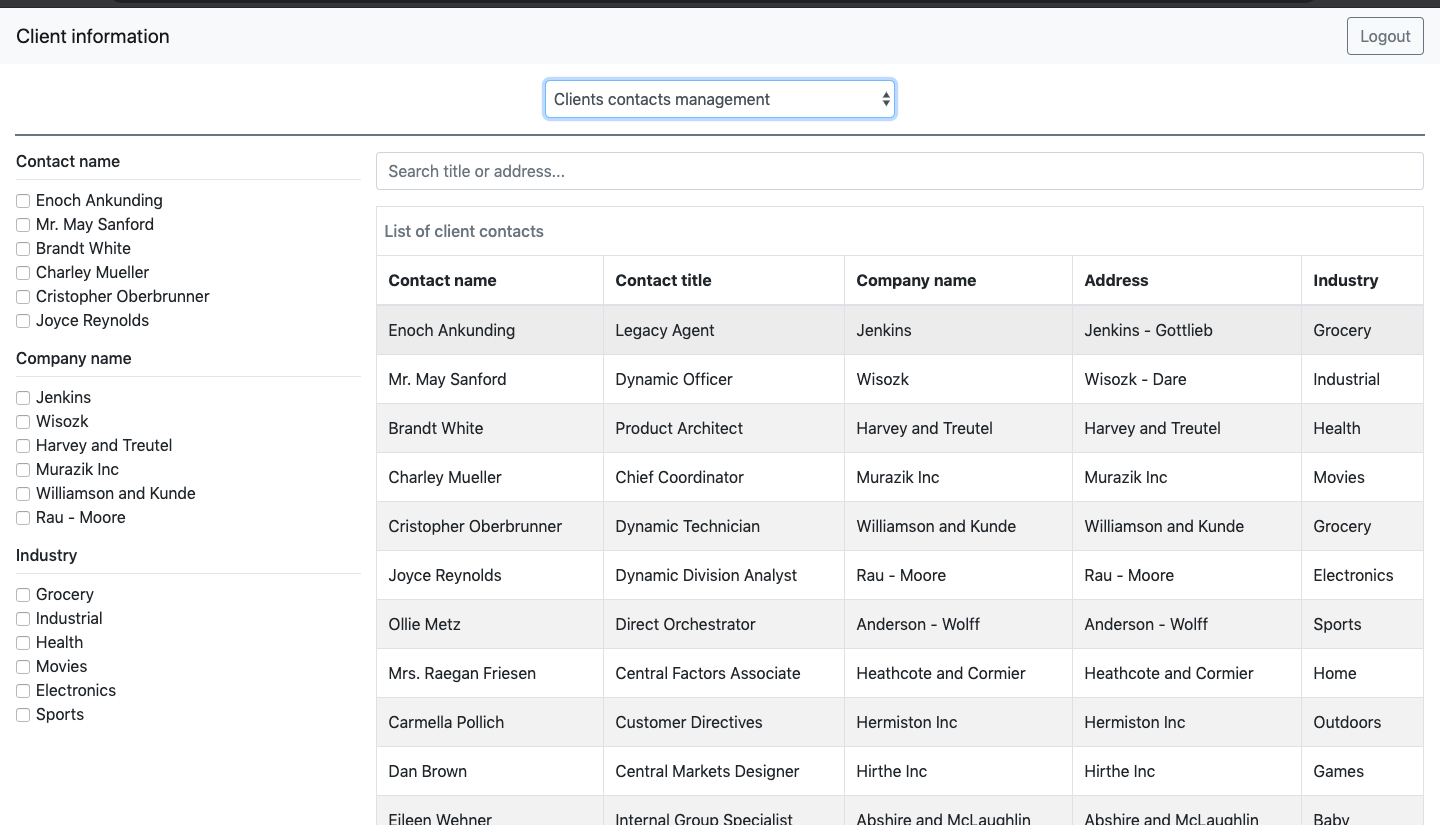 Client information
Logout
Clients contacts management
Contact name
Enoch Ankunding
Mr. May Sanford
Brandt White
Charley Mueller
Cristopher Oberbrunner
Joyce Reynolds
Company name
Jenkins
Wisozk
Harvey and Treutel
Murazik Inc
Williamson and Kunde
Rau - Moore
Industry
Grocery
Industrial
Health
Movies
Electronics
Sports
Search title or address...
List of client contacts
Contact name Contact title Company name Address Industry
Enoch Ankunding Legacy Agent Jenkins Jenkins - Gottlieb Grocery
Mr. May Sanford Dynamic Officer Wisozk Wisozk - Dare Industrial
Brandt White Product Architect Harvey and Treutel Harvey and Treutel Health
Charley Mueller Chief Coordinator Murazik Inc Murazik Inc Movies
Cristopher Oberbrunner Dynamic Technician Williamson and Kunde Williamson and Kunde Grocery
Joyce Reynolds Dynamic Division Analyst Rau - Moore Rau - Moore Electronics
Ollie Metz Direct Orchestrator Anderson - Wolff Anderson - Wolff Sports
Mrs. Raegan Friesen Central Factors Associate Heathcote and Cormier Heathcote and Cormier Home
Carmella Pollich Customer Directives Hermiston Inc Hermiston Inc Outdoors
Dan Brown Central Markets Designer Hirthe Inc Hirthe Inc Games
Eileen Wehner Internal Group Specialist Abshire and McLaughlin Abshire and McLaughlin Baby